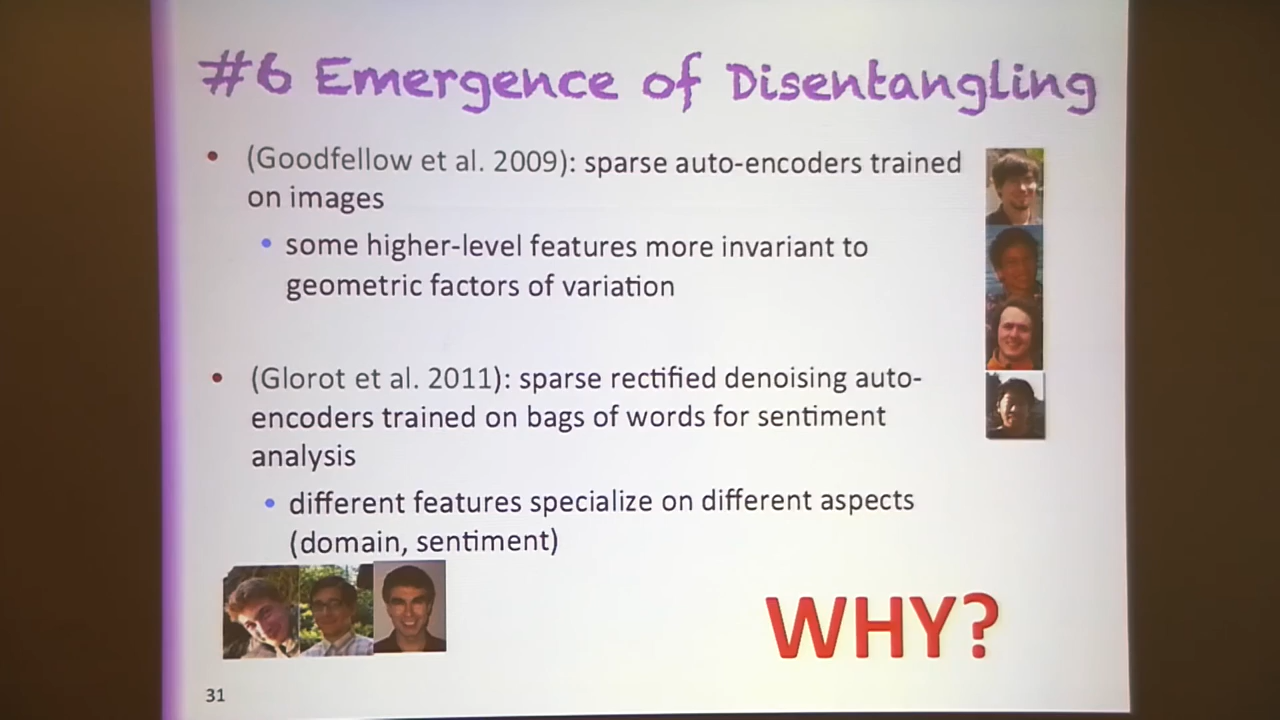 #6 Emergence of Disentangling
• (Goodfellow et al. 2009): sparse auto-encoders trained
on images
• some higher-level features more invariant to
geometric factors of variation
• (Glorot et al. 2011): sparse rectified denoising auto-
encoders trained on bags of words for sentiment
analysis
• different features specialize on different aspects
(domain, sentiment)
WHY?
31